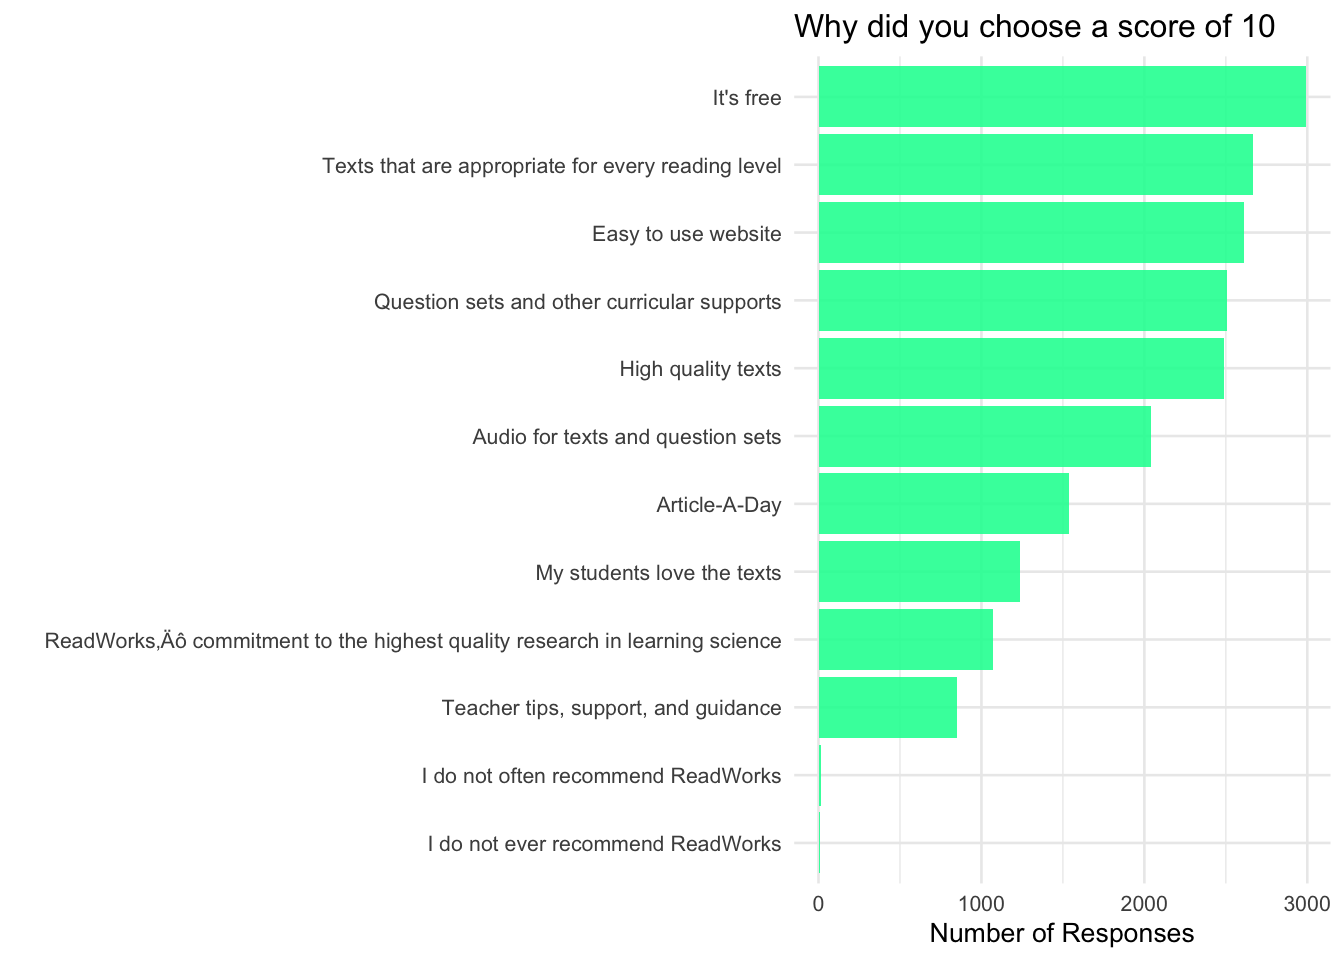 Why did you choose a score of 10
It's free
Texts that are appropriate for every reading level
Easy to use website
Question sets and other curricular supports
High quality texts
Audio for texts and question sets
Article-A-Day
My students love the texts
ReadWorks‚Äô commitment to the highest quality research in learning science
Teacher tips, support, and guidance
I do not often recommend ReadWorks
I do not ever recommend ReadWorks
0 1000 2000 3000
Number of Responses